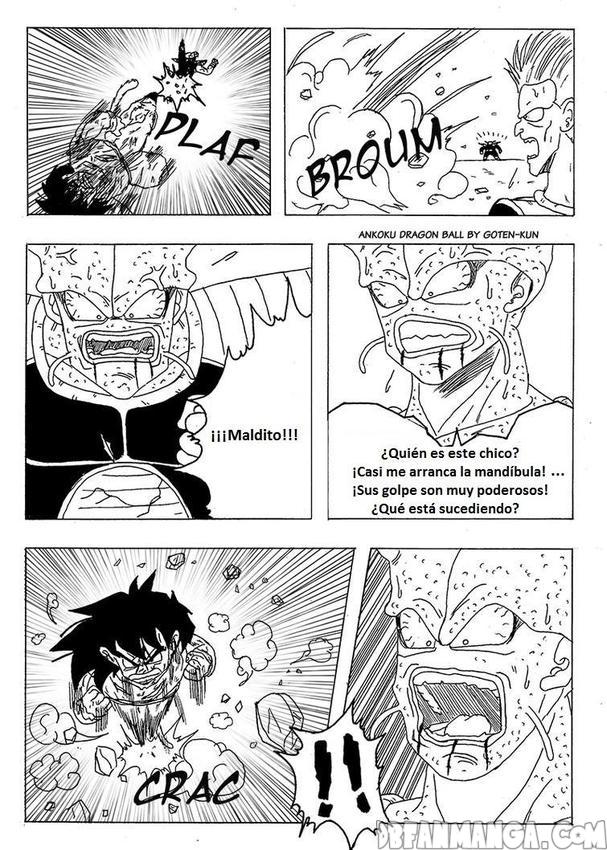 PLAF
BROUM
ANKOKU DRAGON BALL BY GOTEN-KUN
¡¡¡Maldito!!!
¿Quién es este chico?
¡Casi me arranca la mandíbula! ...
¡Sus golpe son muy poderosos!
¿Qué está sucediendo?
CRAC
!!
DBFANMANGA.COM